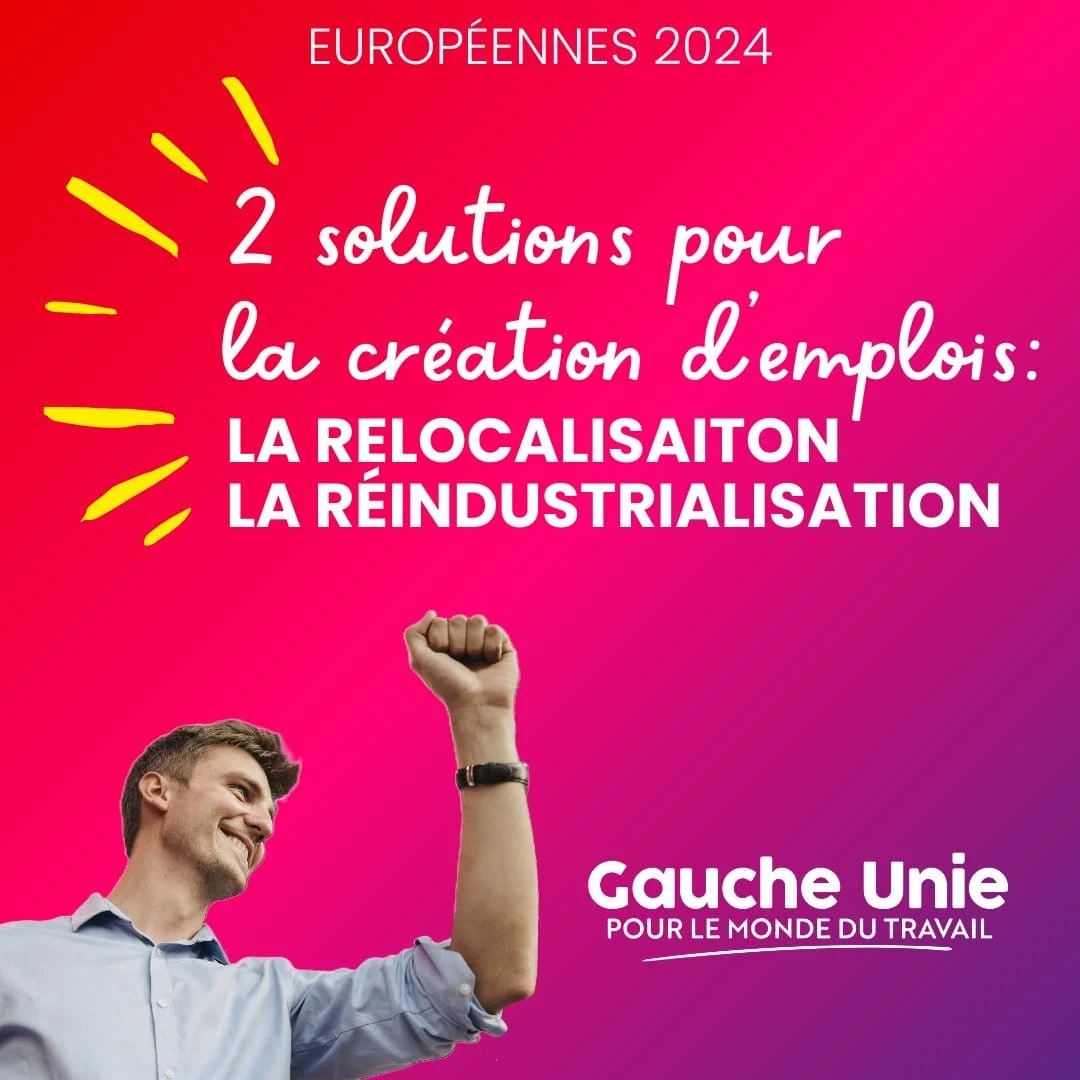 EUROPÉENNES 2024
2 solutions pour
la création d'emplois:
LA RELOCALISAITON
LA RÉINDUSTRIALISATION
Gauche Unie
POUR LE MONDE DU TRAVAIL